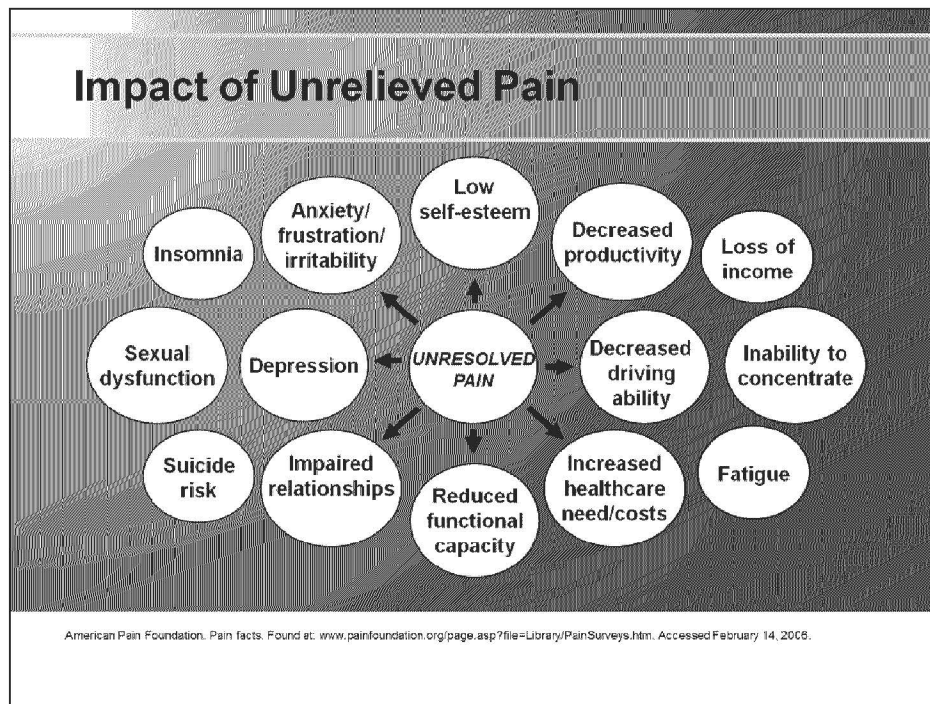 Impact of Unrelieved Pain
Low
self-esteem
Anxiety/
frustration/
irritability
Decreased
productivity
Insomnia
Loss of
income
Sexual
dysfunction
Depression
UNRESOLVED
PAIN
Decreased
driving
ability
Inability to
concentrate
Suicide
risk
Impaired
relationships
Reduced
functional
capacity
Increased
healthcare
need/costs
Fatigue
American Pain Foundation. Pain facts. Found at: www.painfoundation.org/page.asp?file=Library/PainSurveys.htm. Accessed February 14, 2006.